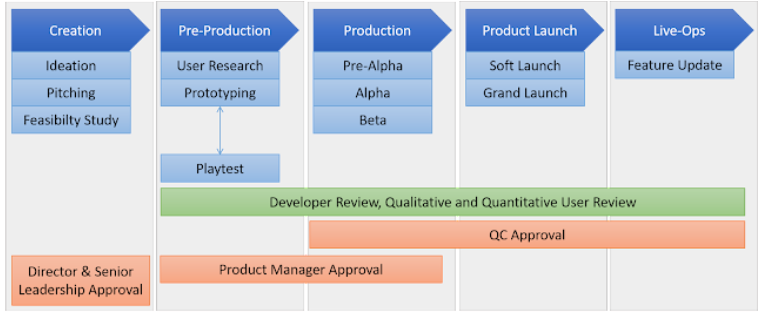 Creation
Pre-Production
Production
Product Launch
Live-Ops
Ideation
User Research
Pre-Alpha
Soft Launch
Feature Update
Pitching
Prototyping
Alpha
Grand Launch
Feasibilty Study
Beta
Playtest
Developer Review, Qualitative and Quantitative User Review
QC Approval
Director & Senior
Leadership Approval
Product Manager Approval